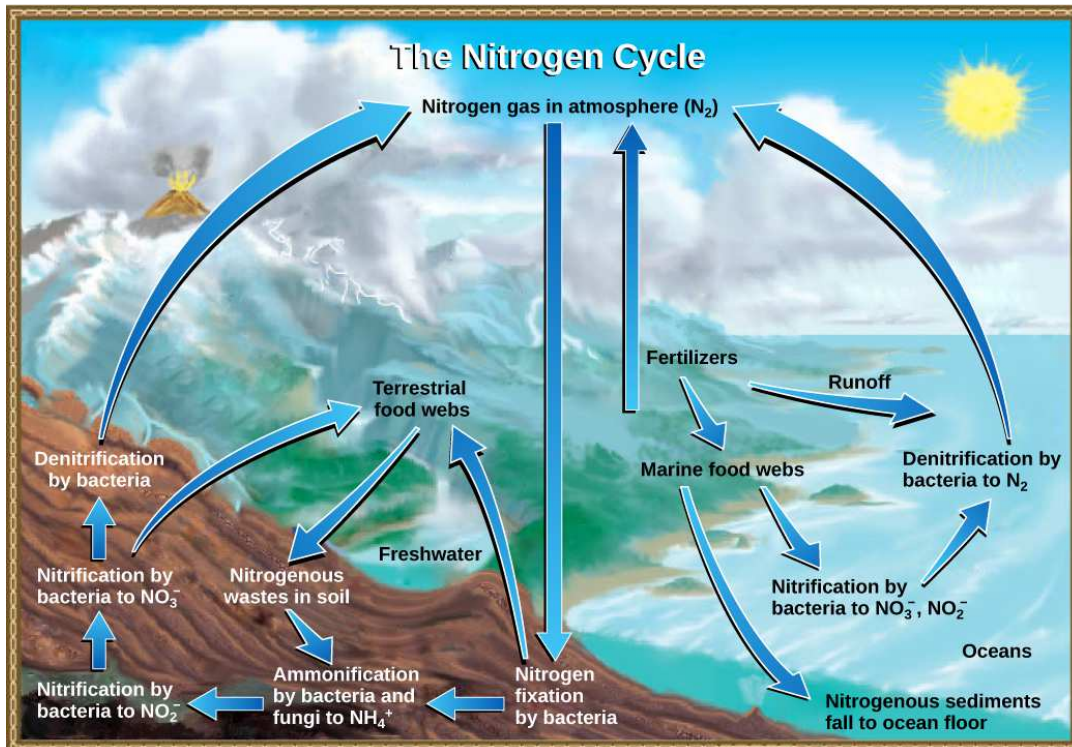 The Nitrogen Cycle
Nitrogen gas in atmosphere (N₂)
Fertilizers
Runoff
Terrestrial
food webs
Denitrification
by bacteria
Marine food webs
Denitrification by
bacteria to N₂
Freshwater
Nitrification by
bacteria to NO₃⁻
Nitrogenous
wastes in soil
Nitrification by
bacteria to NO₃⁻, NO₂⁻
Oceans
Nitrification by
bacteria to NO₂⁻
Ammonification
by bacteria and
fungi to NH₄⁺
Nitrogen
fixation
by bacteria
Nitrogenous sediments
fall to ocean floor